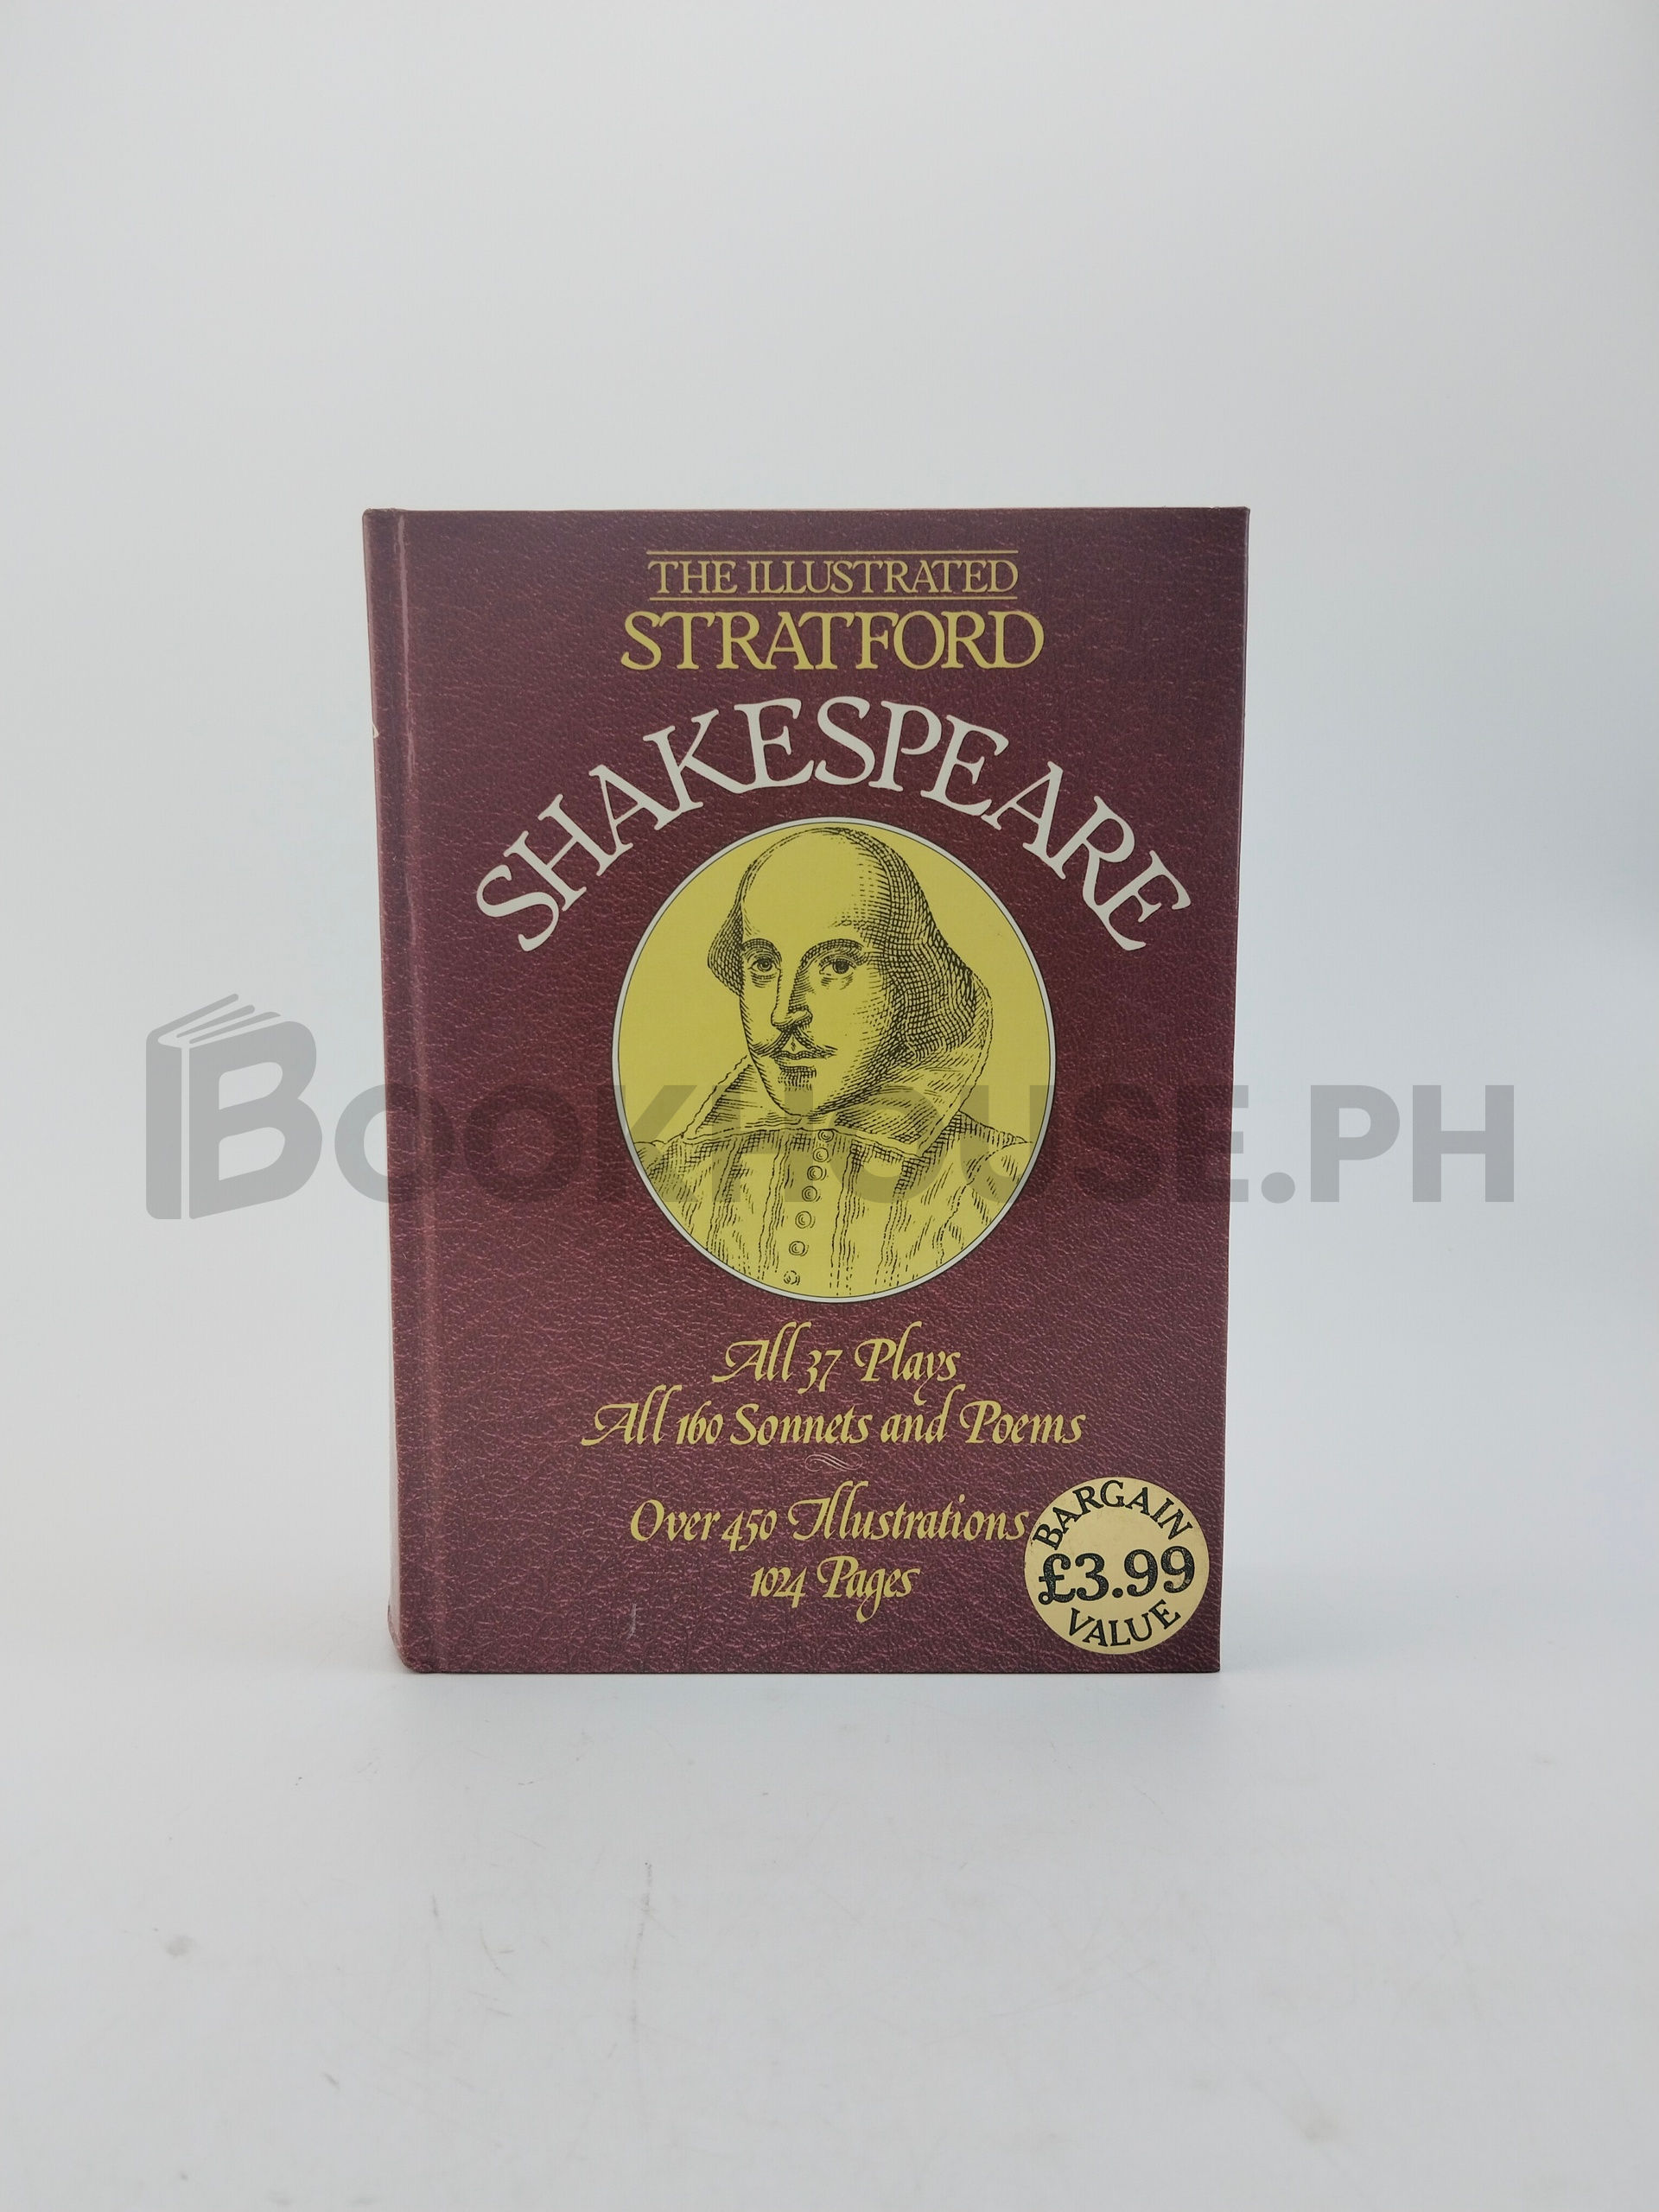 THE ILLUSTRATED
STRATFORD
SHAKESPEARE
BOOKHOUSE.PH
All 37 Plays
All 160 Sonnets and Poems
Over 450 Illustrations
1024 Pages
BARGAIN
£3.99
VALUE